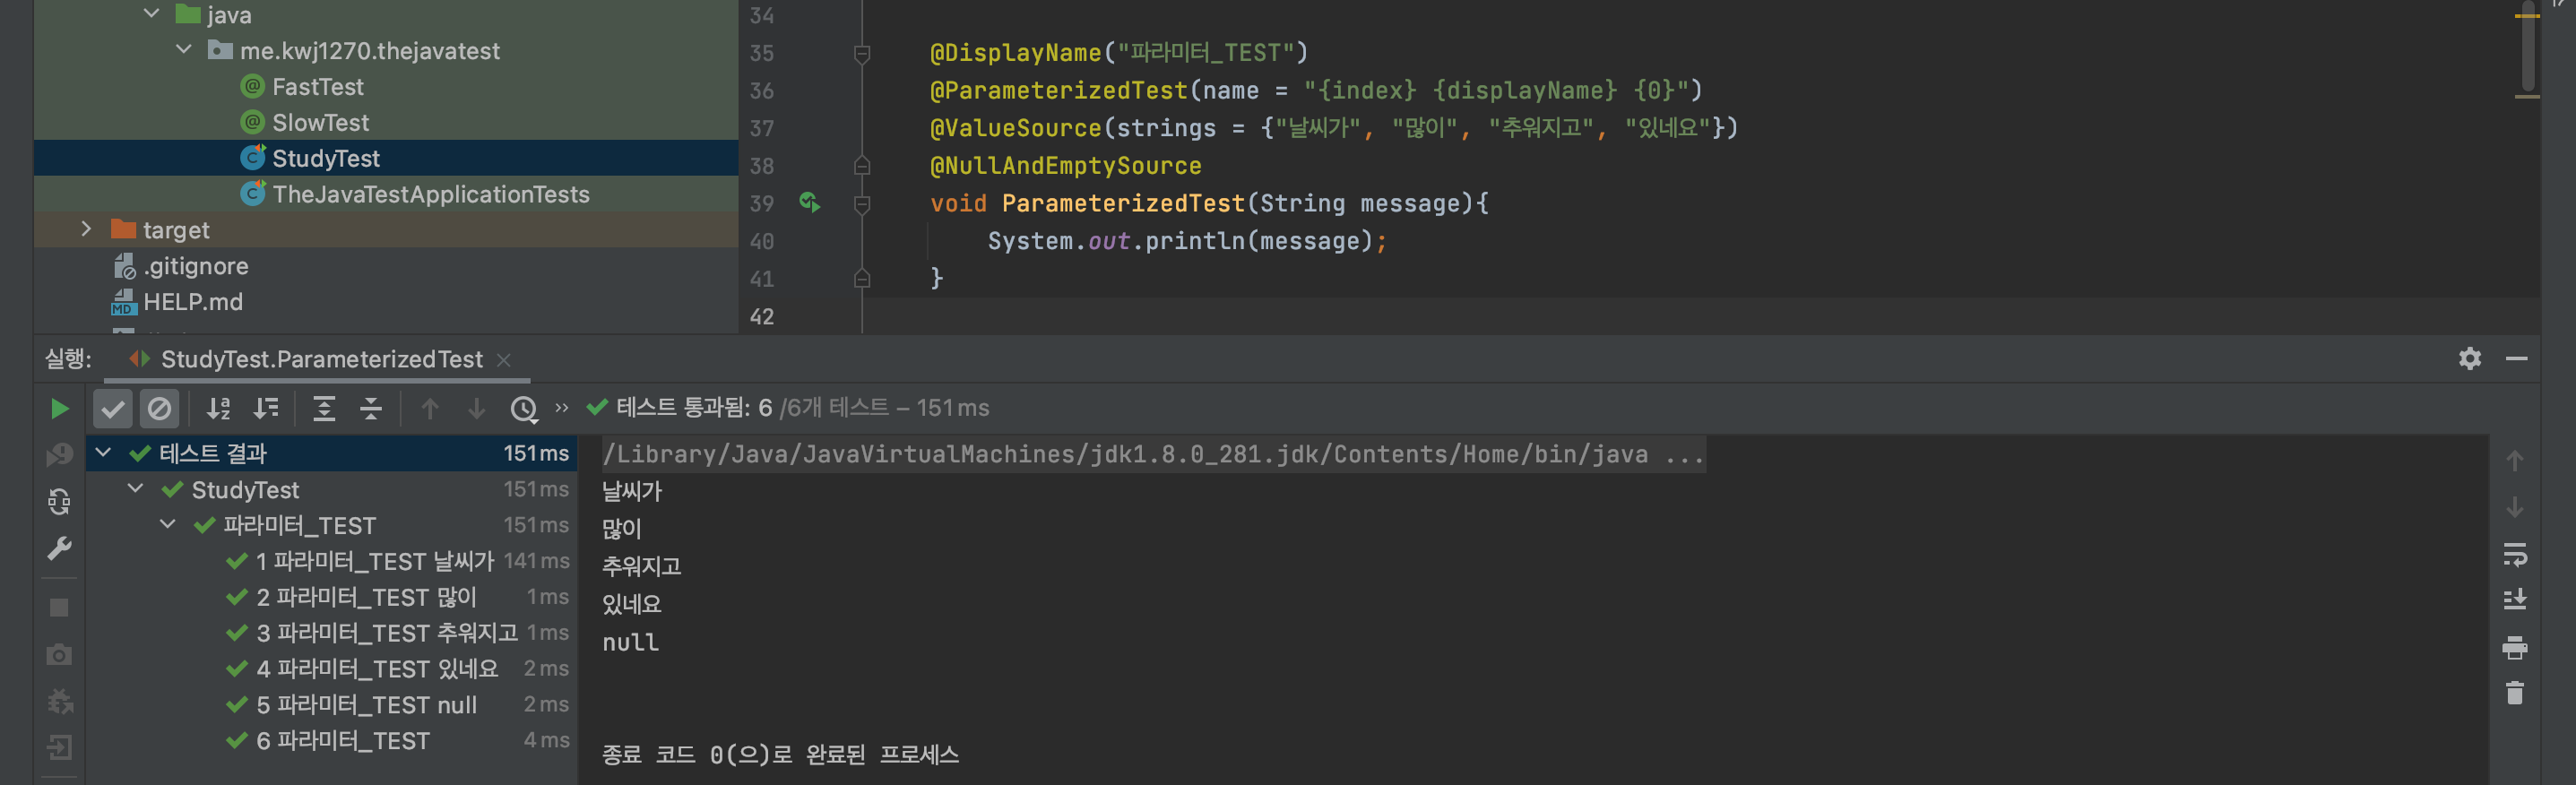 java
me.kwj1270.thejavatest
FastTest
SlowTest
StudyTest
TheJavaTestApplicationTests
target
.gitignore
HELP.md
34
35 @DisplayName("파라미터_TEST")
36 @ParameterizedTest(name = "{index} {displayName} {0}")
37 @ValueSource(strings = {"날씨가", "많이", "추워지고", "있네요"})
38 @NullAndEmptySource
39 void ParameterizedTest(String message){
40 System.out.println(message);
41 }
42
실행: StudyTest.ParameterizedTest
테스트 통과됨: 6 /6개 테스트 – 151 ms
테스트 결과 151 ms
StudyTest 151 ms
파라미터_TEST 151 ms
1 파라미터_TEST 날씨가 141 ms
2 파라미터_TEST 많이 1 ms
3 파라미터_TEST 추워지고 1 ms
4 파라미터_TEST 있네요 2 ms
5 파라미터_TEST null 2 ms
6 파라미터_TEST 4 ms
/Library/Java/JavaVirtualMachines/jdk1.8.0_281.jdk/Contents/Home/bin/java ...
날씨가
많이
추워지고
있네요
null
종료 코드 0(으)로 완료된 프로세스